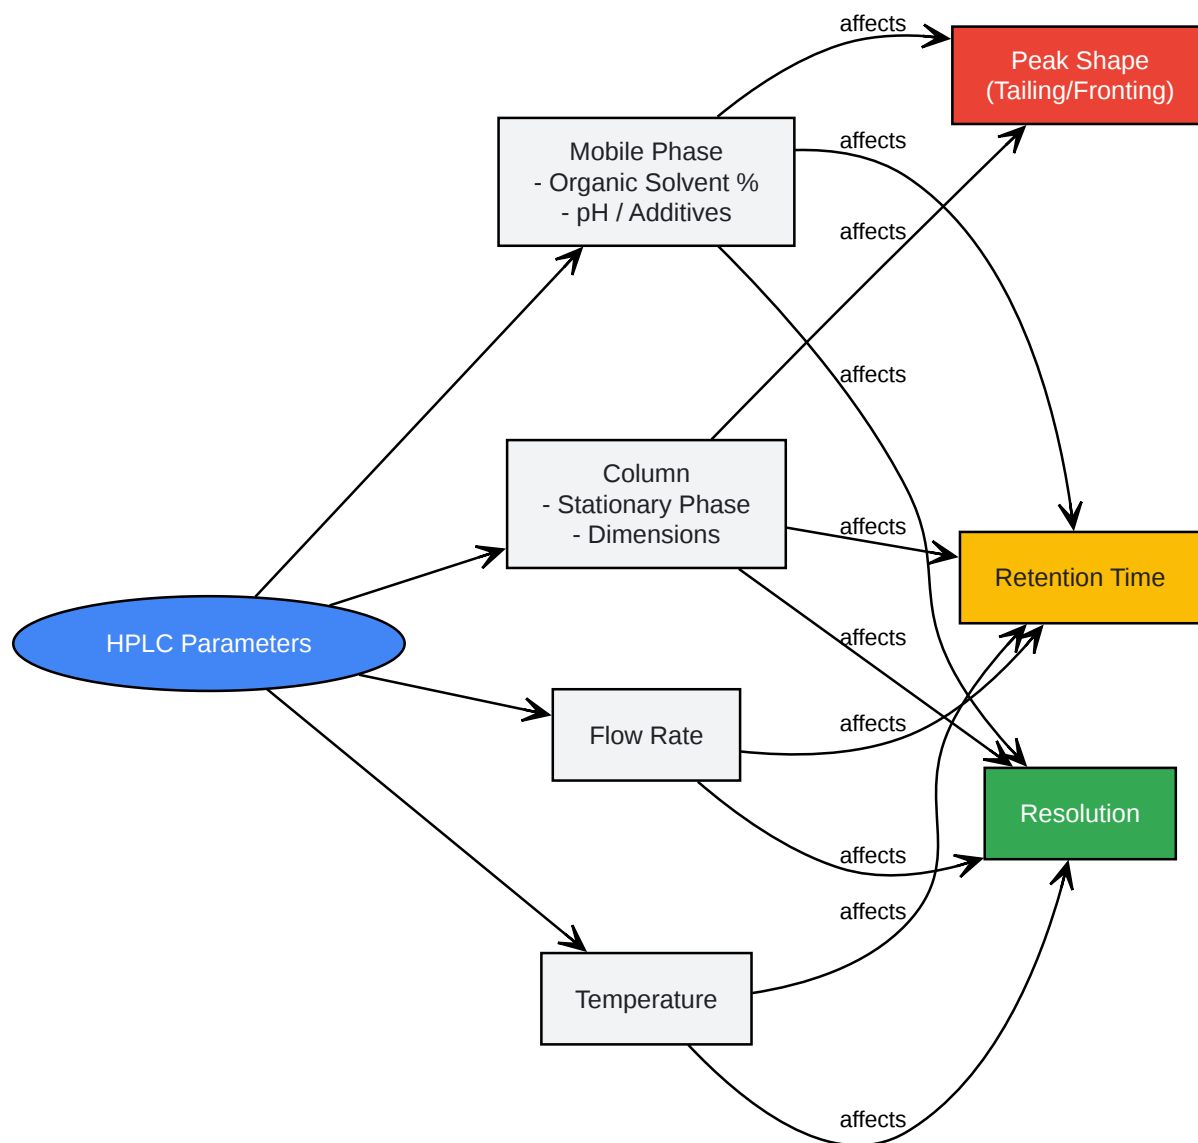 affects
Peak Shape
(Tailing/Fronting)
Mobile Phase
- Organic Solvent %
- pH / Additives
affects
affects
affects
Column
- Stationary Phase
- Dimensions
affects
Retention Time
HPLC Parameters
affects
Flow Rate
affects
Resolution
affects
affects
Temperature
affects